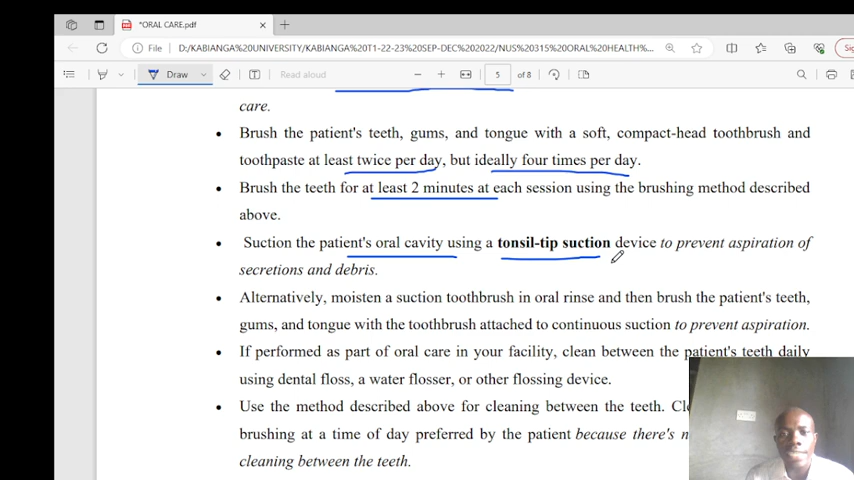 *ORAL CARE.pdf
File D:/KABIANGA%20UNIVERSITY/KABIANGA%20T1-22-23%20SEP-DEC%202022/NUS%20315%20ORAL%20HEALTH%...
Draw
Read aloud
5 of 8
care.
• Brush the patient's teeth, gums, and tongue with a soft, compact-head toothbrush and
toothpaste at least twice per day, but ideally four times per day.
• Brush the teeth for at least 2 minutes at each session using the brushing method described
above.
• Suction the patient's oral cavity using a tonsil-tip suction device to prevent aspiration of
secretions and debris.
• Alternatively, moisten a suction toothbrush in oral rinse and then brush the patient's teeth,
gums, and tongue with the toothbrush attached to continuous suction to prevent aspiration.
• If performed as part of oral care in your facility, clean between the patient's teeth daily
using dental floss, a water flosser, or other flossing device.
• Use the method described above for cleaning between the teeth.
brushing at a time of day preferred by the patient because there's
cleaning between the teeth.